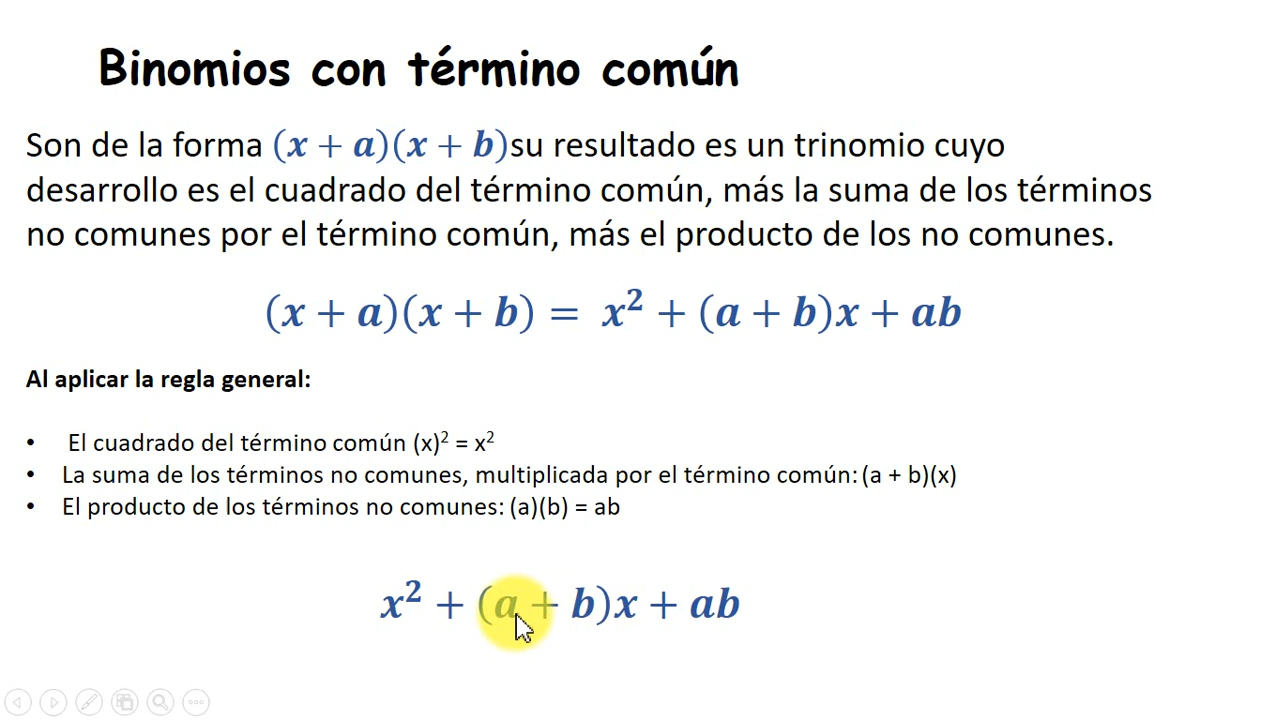 Binomios con término común
Son de la forma (x + a)(x + b)su resultado es un trinomio cuyo
desarrollo es el cuadrado del término común, más la suma de los términos
no comunes por el término común, más el producto de los no comunes.
(x + a)(x + b) = x² + (a + b)x + ab
Al aplicar la regla general:
• El cuadrado del término común (x)² = x²
• La suma de los términos no comunes, multiplicada por el término común: (a + b)(x)
• El producto de los términos no comunes: (a)(b) = ab
x² + (a + b)x + ab